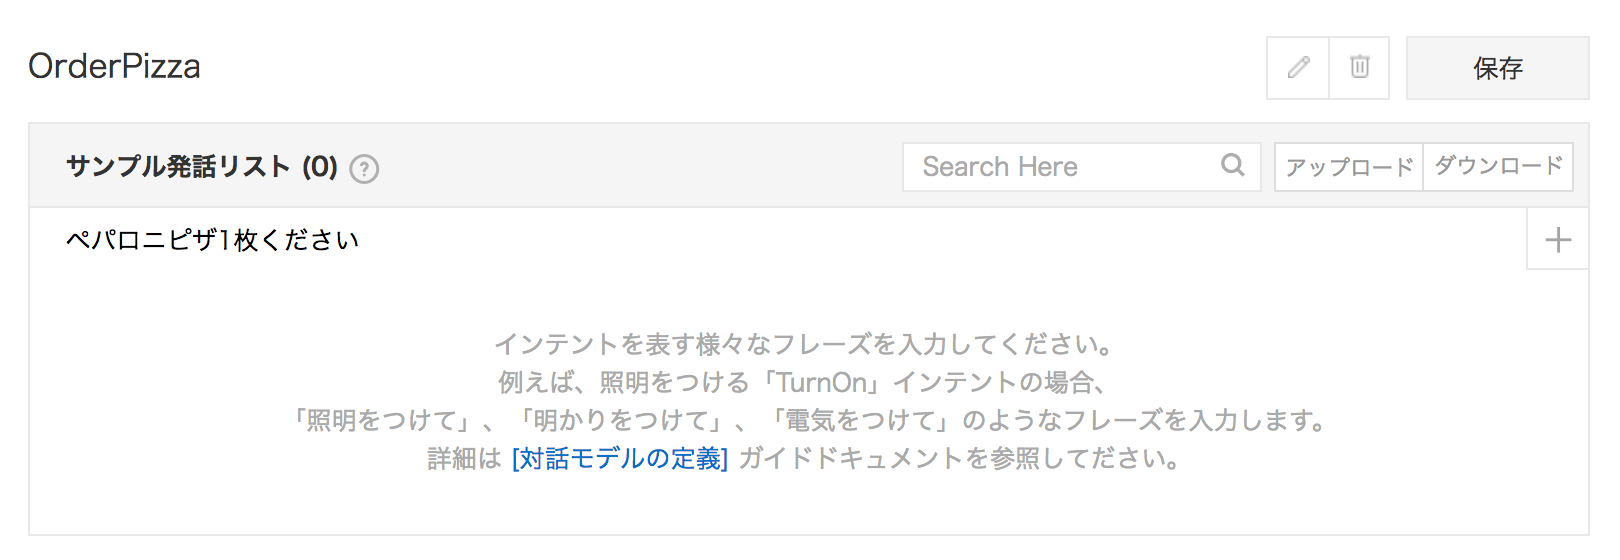 OrderPizza
保存
サンプル発話リスト (0) ?
Search Here
アップロード
ダウンロード
ペパロニピザ1枚ください
インテントを表す様々なフレーズを入力してください。
例えば、照明をつける「TurnOn」インテントの場合、
「照明をつけて」、「明かりをつけて」、「電気をつけて」のようなフレーズを入力します。
詳細は [対話モデルの定義] ガイドドキュメントを参照してださい。